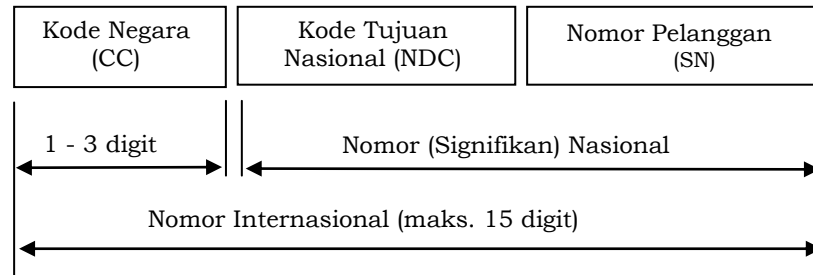 Kode Negara
(CC)
Kode Tujuan
Nasional (NDC)
Nomor Pelanggan
(SN)
1 - 3 digit
Nomor (Signifikan) Nasional
Nomor Internasional (maks. 15 digit)